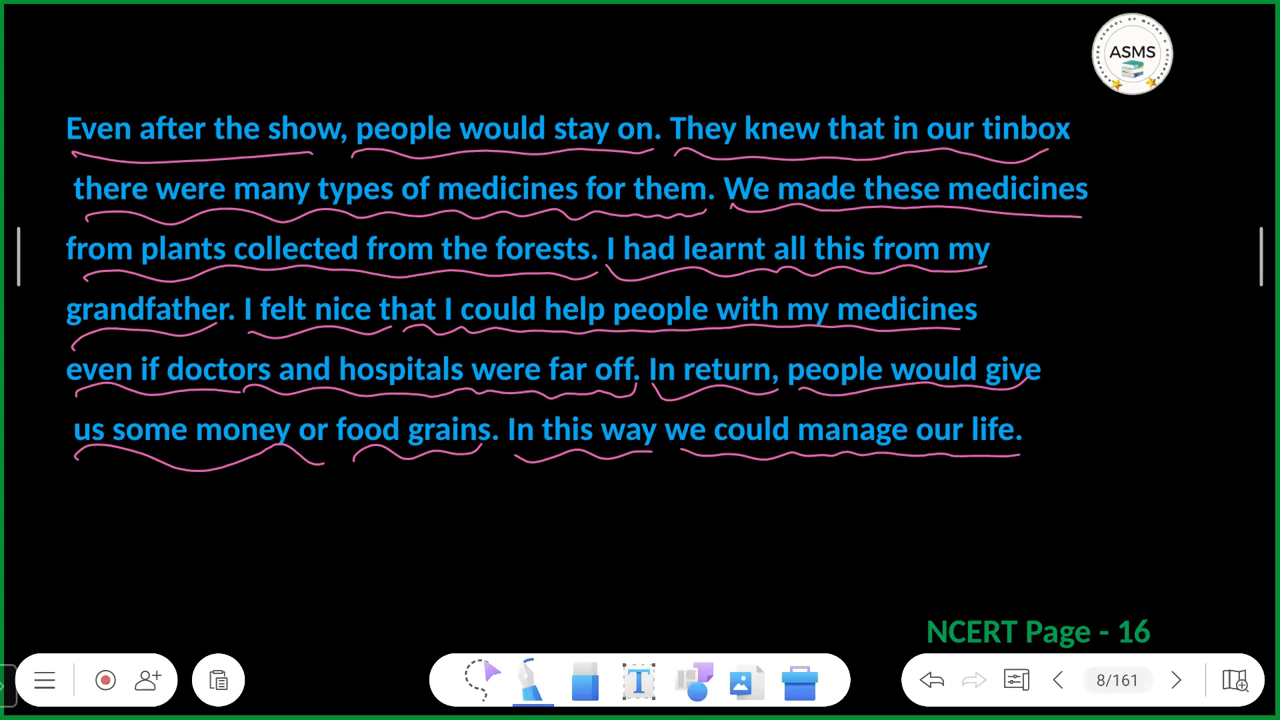 ASMS
Even after the show, people would stay on. They knew that in our tinbox
there were many types of medicines for them. We made these medicines
from plants collected from the forests. I had learnt all this from my
grandfather. I felt nice that I could help people with my medicines
even if doctors and hospitals were far off. In return, people would give
us some money or food grains. In this way we could manage our life.
NCERT Page - 16
T
8/161